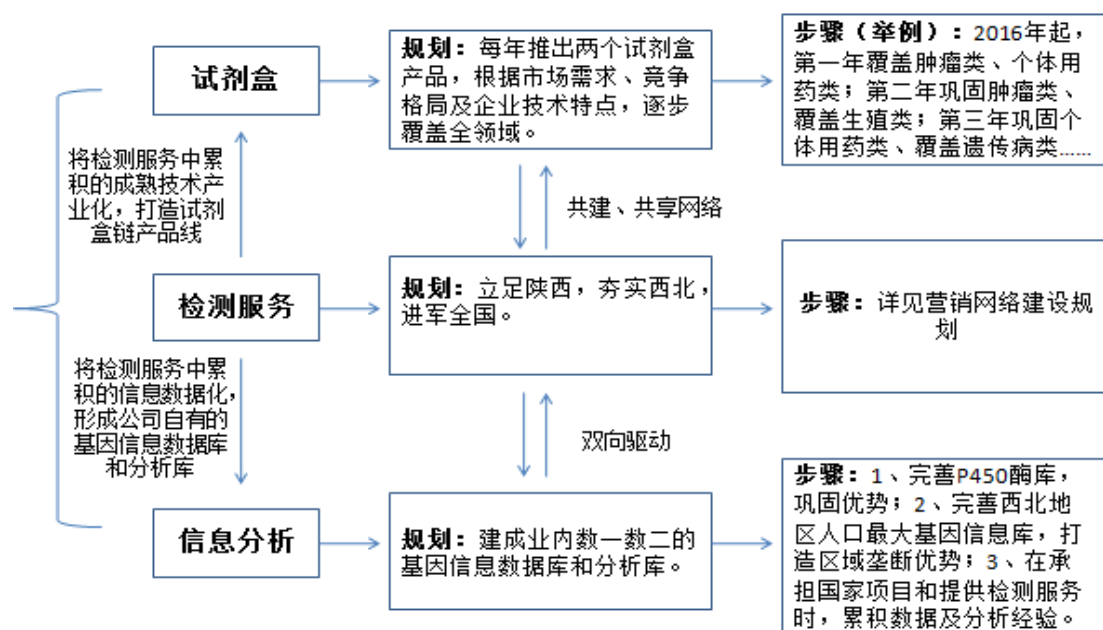 试剂盒
规划：每年推出两个试剂盒
产品，根据市场需求、竞争
格局及企业技术特点，逐步
覆盖全领域。
步骤（举例）：2016年起，
第一年覆盖肿瘤类、个体用
药类；第二年巩固肿瘤类、
覆盖生殖类；第三年巩固个
体用药类、覆盖遗传病类……
将检测服务中累
积的成熟技术产
业化，打造试剂
盒链产品线
共建、共享网络
检测服务
规划：立足陕西，夯实西北，
进军全国。
步骤：详见营销网络建设规
划
将检测服务中累
积的信息数据化，
形成公司自有的
基因信息数据库
和分析库
双向驱动
信息分析
规划：建成业内数一数二的
基因信息数据库和分析库。
步骤：1、完善P450酶库，
巩固优势；2、完善西北地
区人口最大基因信息库，打
造区域垄断优势；3、在承
担国家项目和提供检测服务
时，累积数据及分析经验。